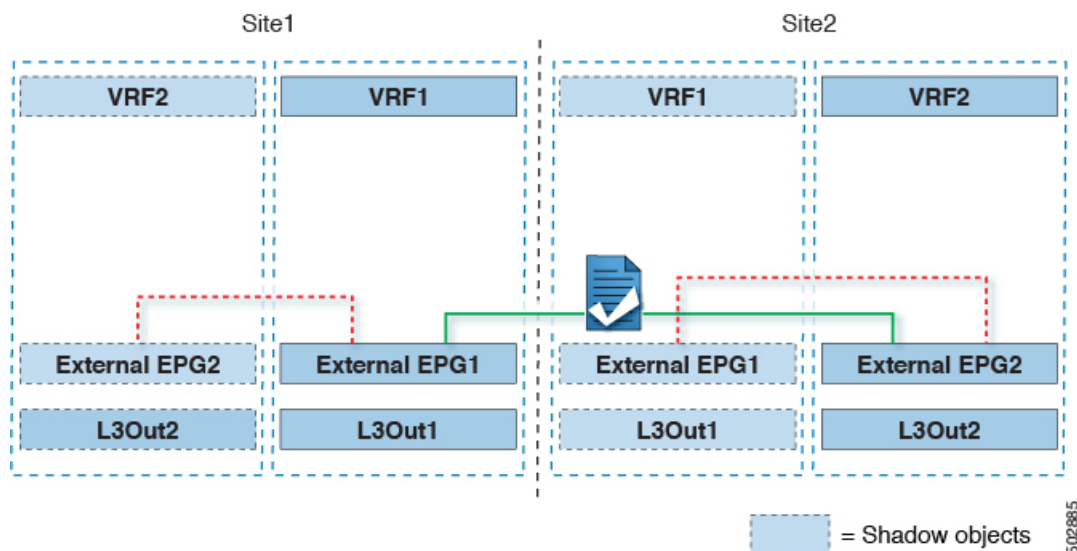 Site1 Site2
VRF2 VRF1 VRF1 VRF2
External EPG2 External EPG1 External EPG1 External EPG2
L3Out2 L3Out1 L3Out1 L3Out2
= Shadow objects
502885